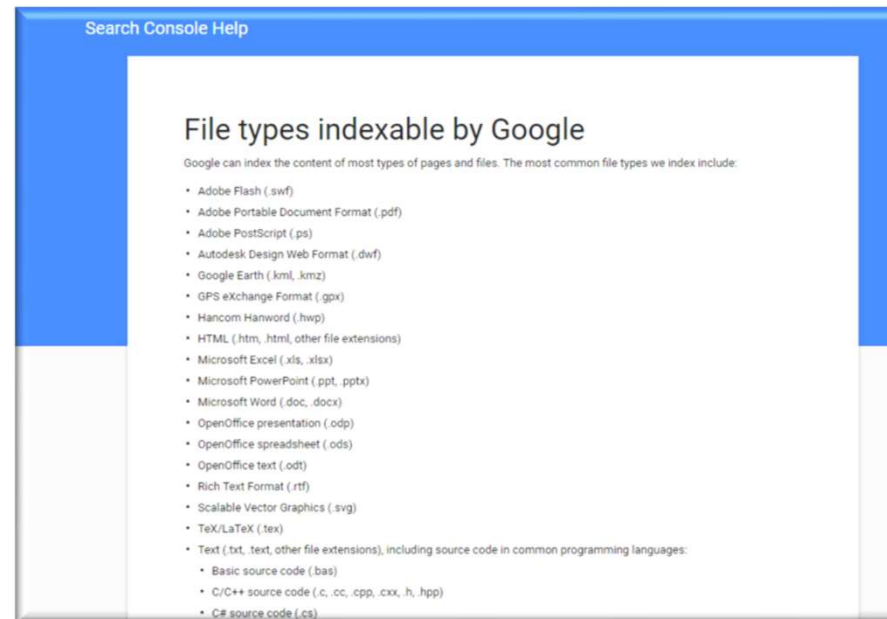 Search Console Help
File types indexable by Google
Google can index the content of most types of pages and files. The most common file types we index include:
• Adobe Flash (.swf)
• Adobe Portable Document Format (.pdf)
• Adobe PostScript (.ps)
• Autodesk Design Web Format (.dwf)
• Google Earth (.kml, .kmz)
• GPS eXchange Format (.gpx)
• Hancom Hanword (.hwp)
• HTML (.htm, .html, other file extensions)
• Microsoft Excel (.xls, .xlsx)
• Microsoft PowerPoint (.ppt, .pptx)
• Microsoft Word (.doc, .docx)
• OpenOffice presentation (.odp)
• OpenOffice spreadsheet (.ods)
• OpenOffice text (.odt)
• Rich Text Format (.rtf)
• Scalable Vector Graphics (.svg)
• TeX/LaTeX (.tex)
• Text (.txt, .text, other file extensions), including source code in common programming languages:
• Basic source code (.bas)
• C/C++ source code (.c, .cc, .cpp, .cxx, .h, .hpp)
• C# source code (.cs)